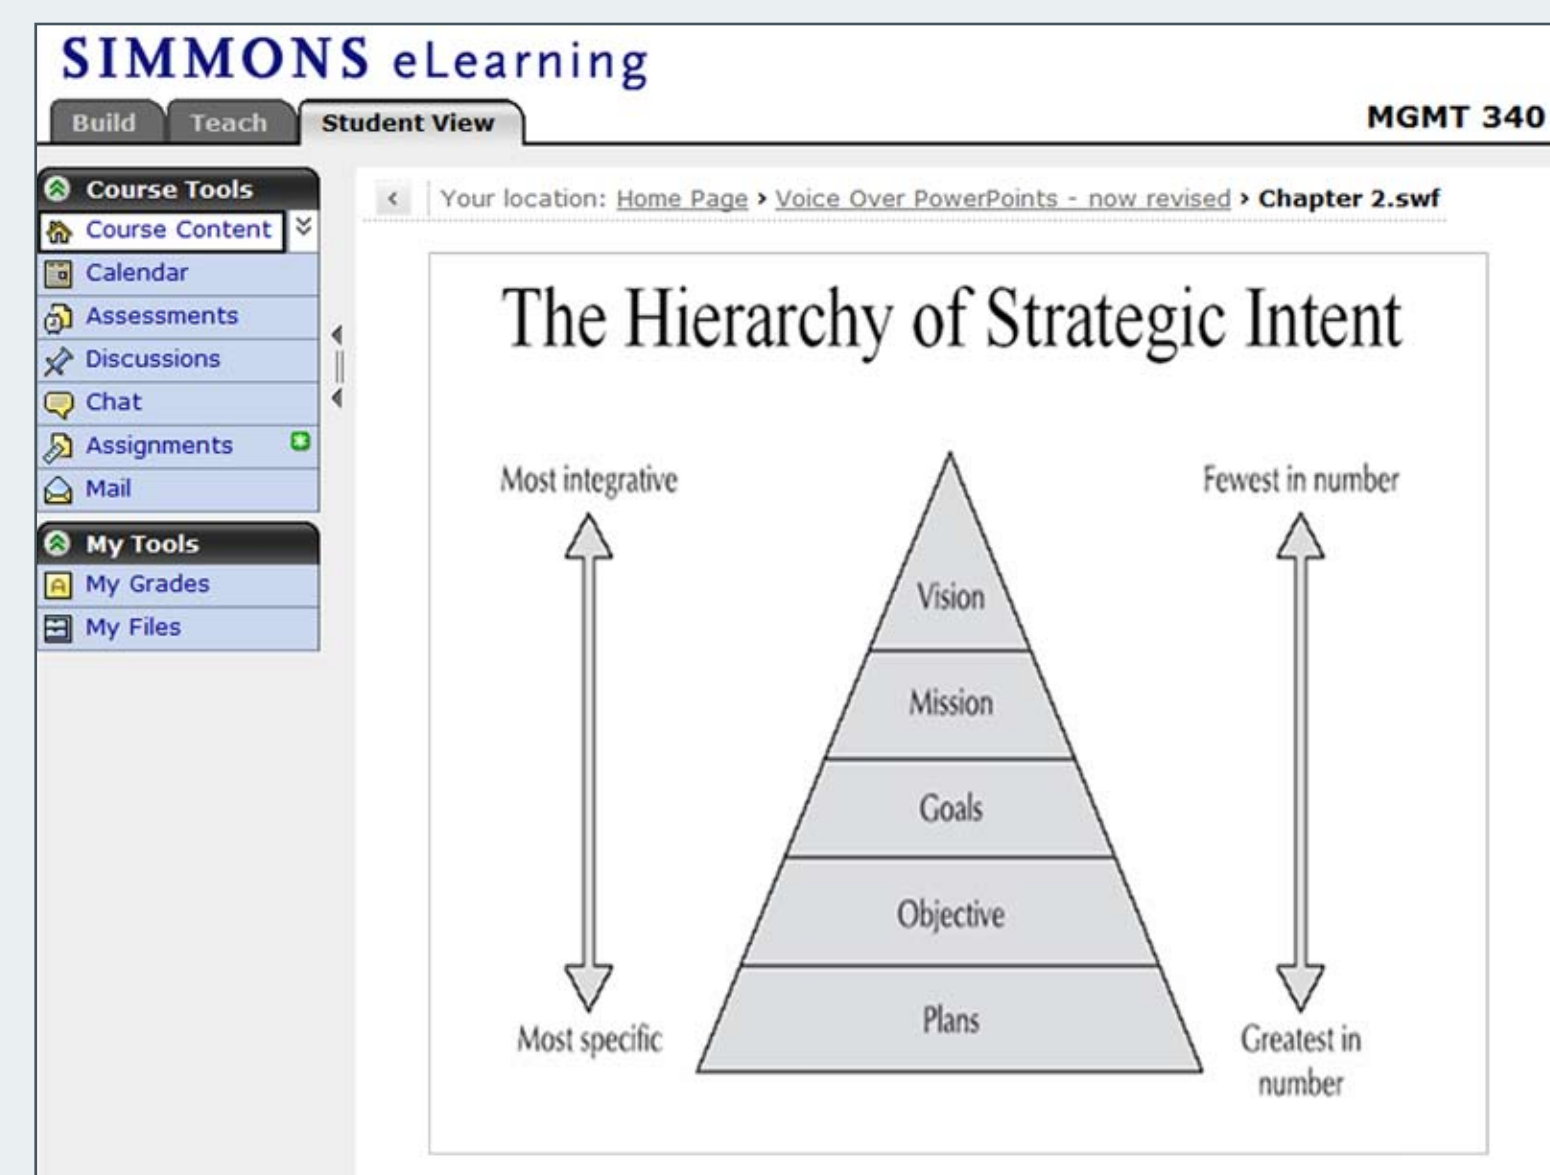 SIMMONS eLearning
Build Teach Student View
MGMT 340
Course Tools
Course Content
Calendar
Assessments
Discussions
Chat
Assignments
Mail
My Tools
My Grades
My Files
Your location: Home Page › Voice Over PowerPoints - now revised › Chapter 2.swf
The Hierarchy of Strategic Intent
Most integrative
Most specific
Vision
Mission
Goals
Objective
Plans
Fewest in number
Greatest in
number